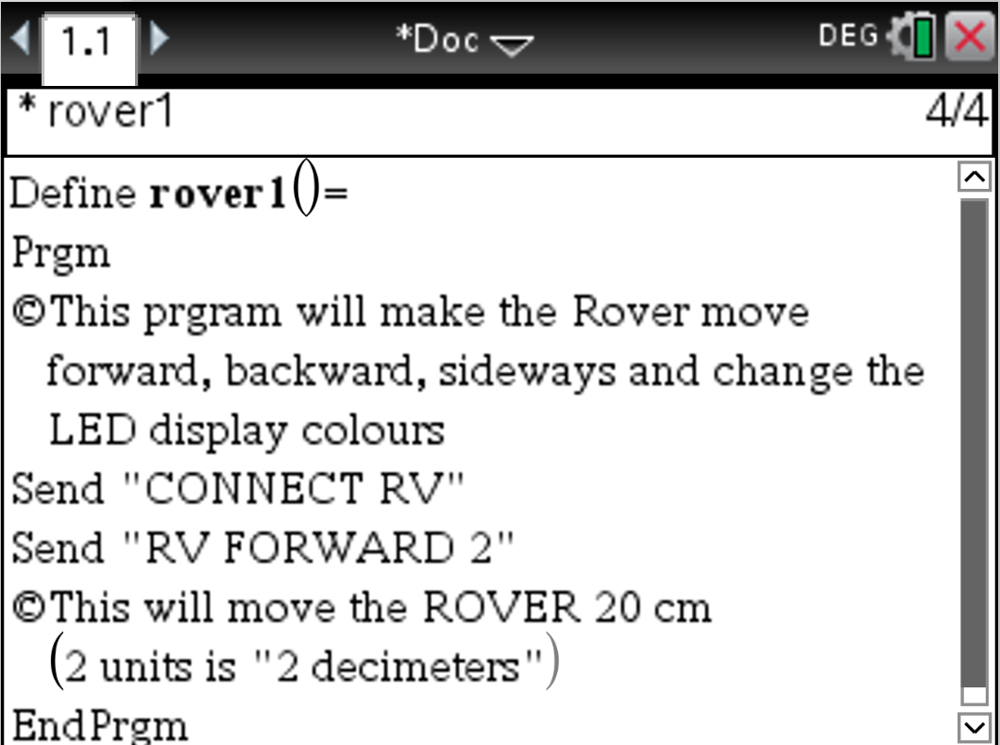 1.1 *Doc DEG
* rover1 4/4
Define rover1()=
Prgm
©This prgram will make the Rover move
forward, backward, sideways and change the
LED display colours
Send "CONNECT RV"
Send "RV FORWARD 2"
©This will move the ROVER 20 cm
(2 units is "2 decimeters")
EndPrgm